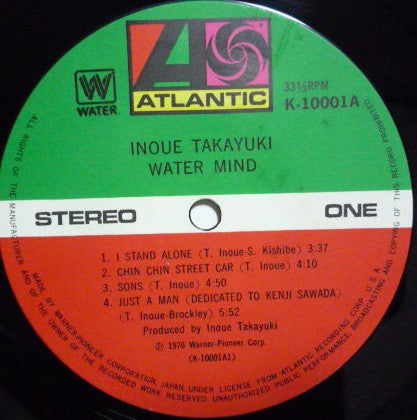 W
WATER
A
ATLANTIC
33⅓RPM
K-10001A
INOUE TAKAYUKI
WATER MIND
STEREO
ONE
1. I STAND ALONE (T. Inoue-S. Kishibe) 3:37
2. CHIN CHIN STREET CAR (T. Inoue) 4:10
3. SONS (T. Inoue) 4:50
4. JUST A MAN (DEDICATED TO KENJI SAWADA)
(T. Inoue-Brockley) 5:52
Produced by Inoue Takayuki
Ⓟ 1976 Warner-Pioneer Corp.
(K-10001A1)
ALL RIGHTS OF THE MANUFACTURER AND OF THE OWNER OF THE RECORDED WORK RESERVED. UNAUTHORIZED PUBLIC PERFORMANCE, BROADCASTING AND COPYING OF THIS RECORD PROHIBITED
MADE BY WARNER-PIONEER CORPORATION JAPAN, UNDER LICENSE FROM ATLANTIC RECORDING CORP./ U.S.A.